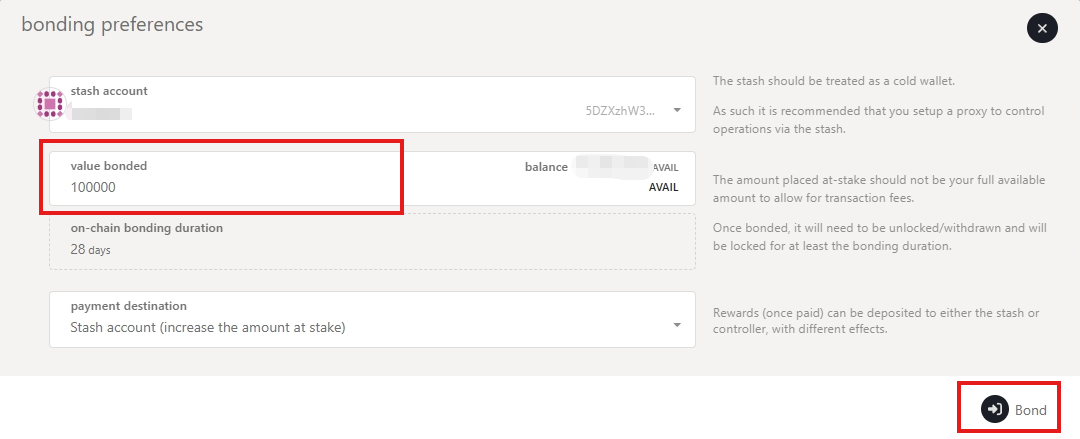 bonding preferences
stash account
5DZXzhW3...
The stash should be treated as a cold wallet.
As such it is recommended that you setup a proxy to control
operations via the stash.
value bonded
100000
balance AVAIL
AVAIL
The amount placed at-stake should not be your full available
amount to allow for transaction fees.
on-chain bonding duration
28 days
Once bonded, it will need to be unlocked/withdrawn and will
be locked for at least the bonding duration.
payment destination
Stash account (increase the amount at stake)
Rewards (once paid) can be deposited to either the stash or
controller, with different effects.
Bond